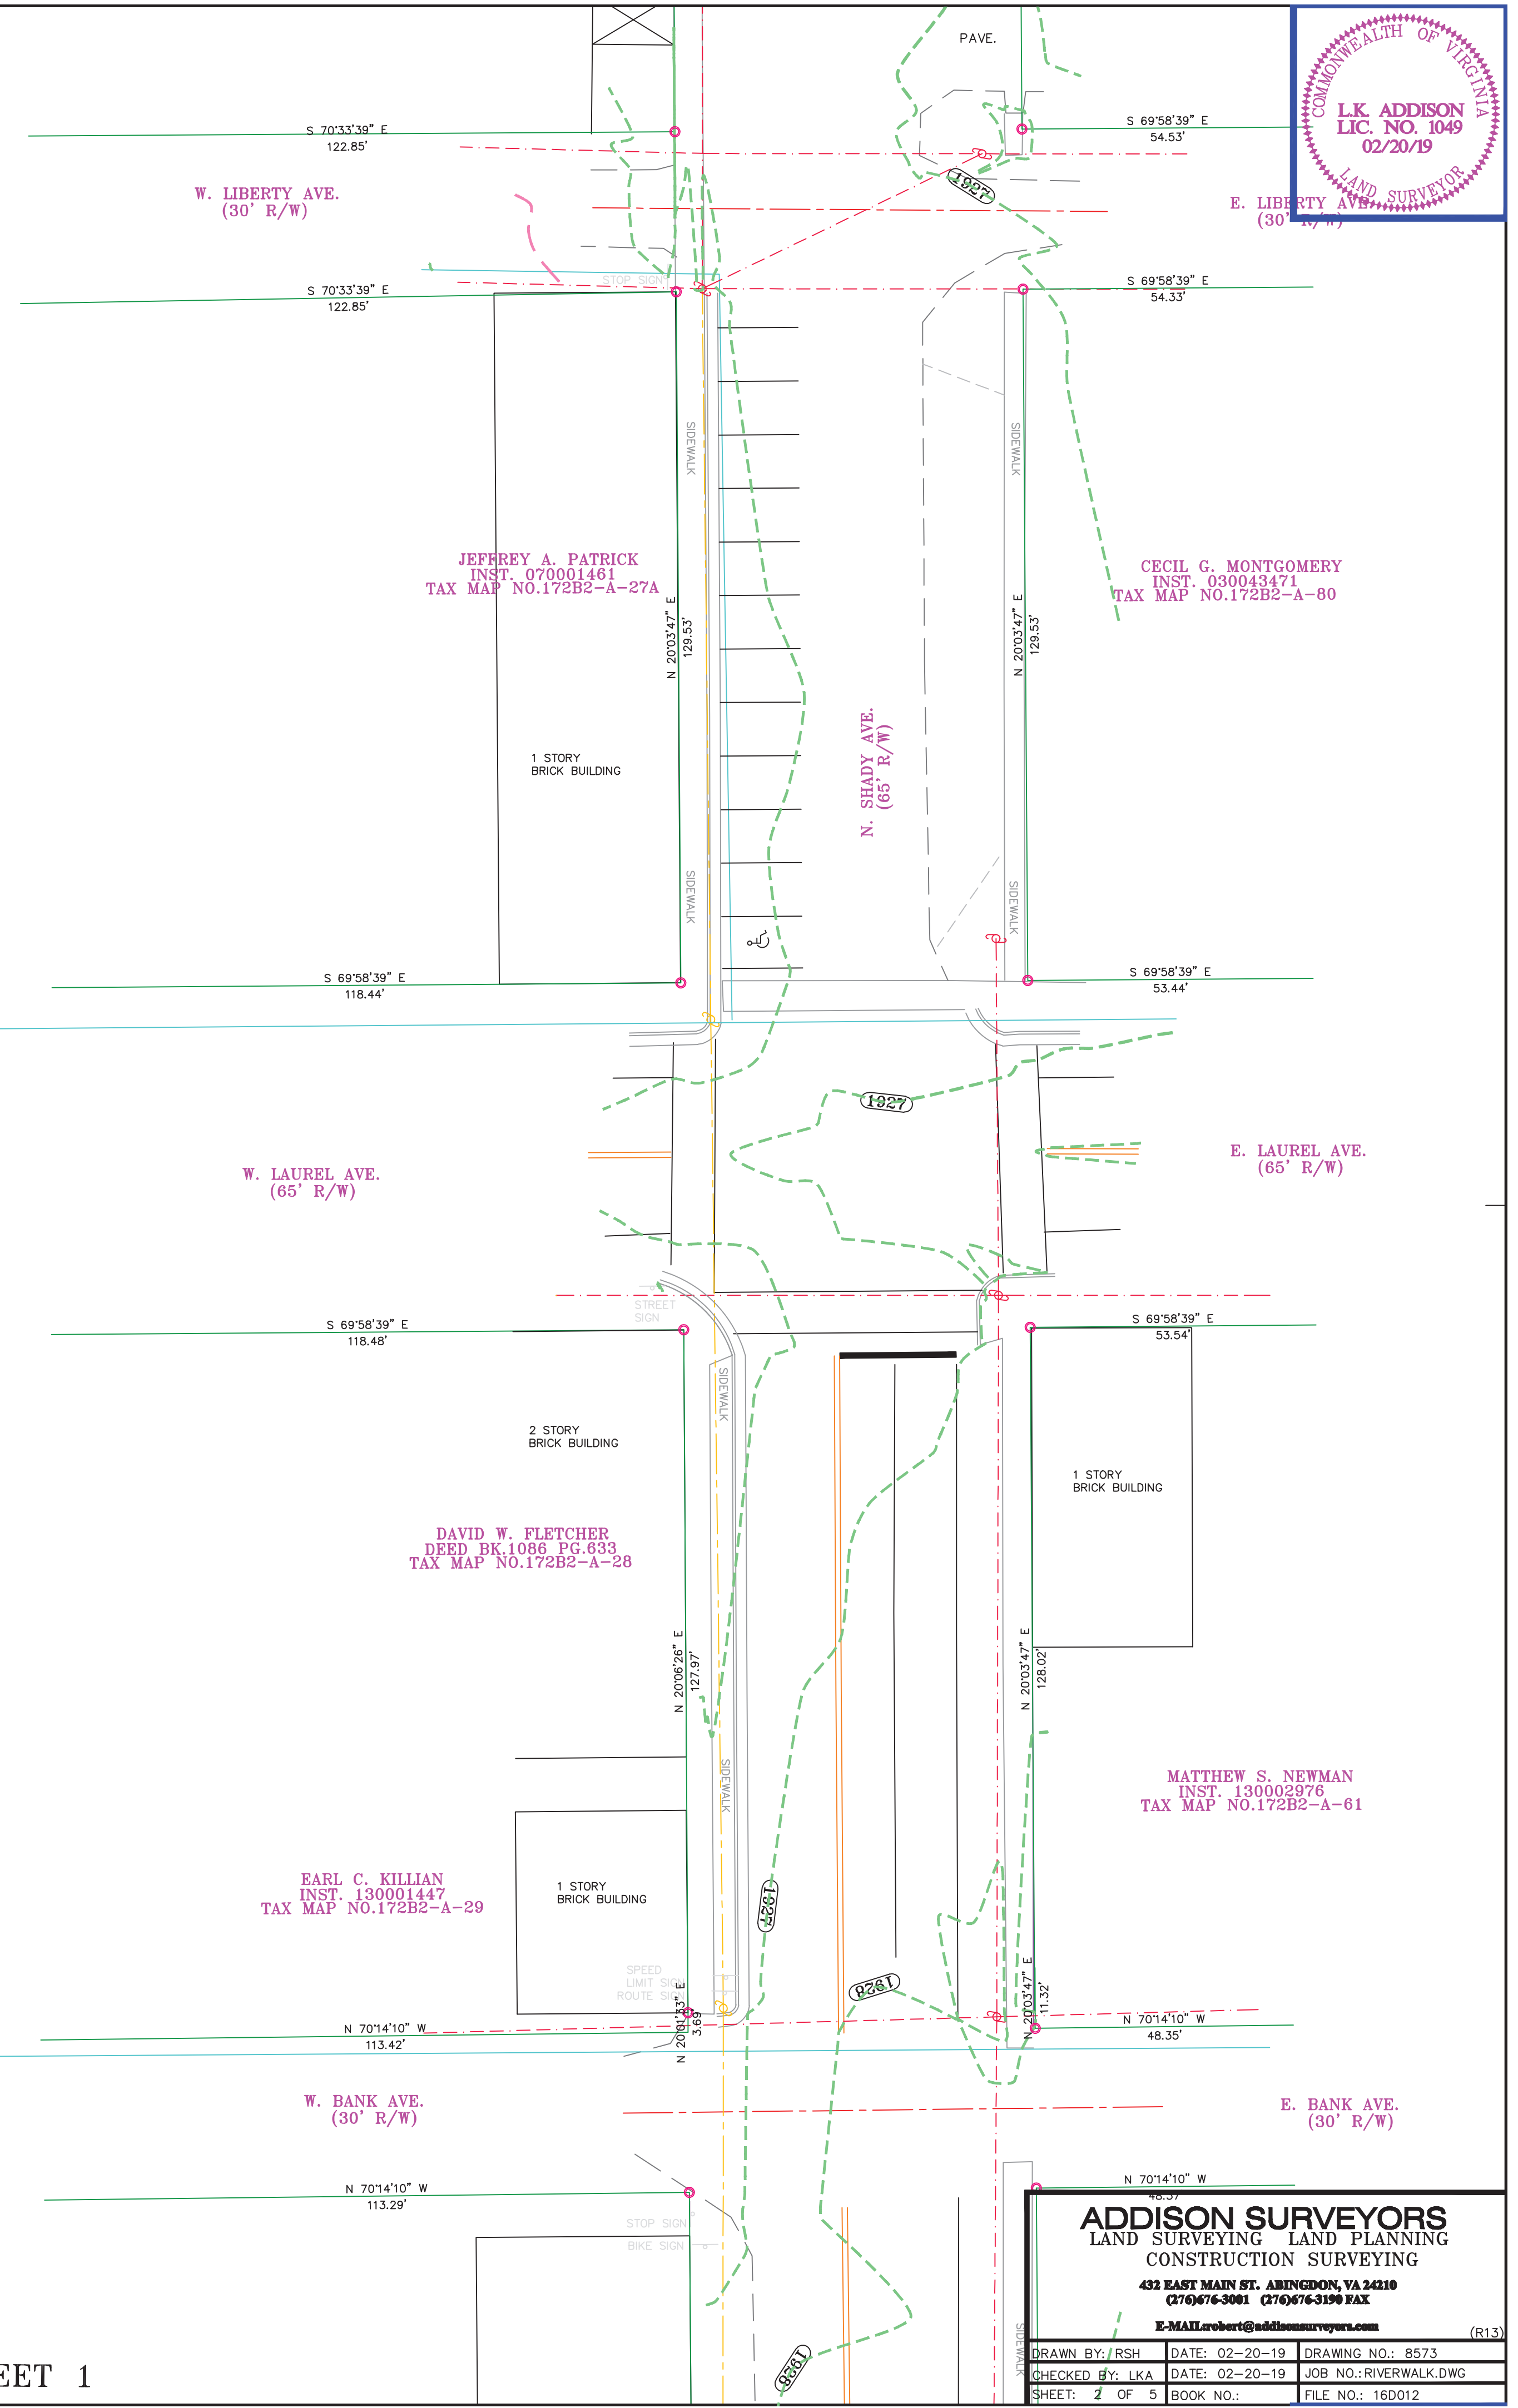 PAVE.
COMMONWEALTH OF VIRGINIA
L.K. ADDISON
LIC. NO. 1049
02/20/19
LAND SURVEYOR
S 70°33'39" E
122.85'
S 69°58'39" E
54.53'
W. LIBERTY AVE.
(30' R/W)
1927
E. LIBERTY AVE.
(30' R/W)
STOP SIGN
S 70°33'39" E
122.85'
S 69°58'39" E
54.33'
SIDEWALK
SIDEWALK
JEFFREY A. PATRICK
INST. 070001461
TAX MAP NO.172B2-A-27A
CECIL G. MONTGOMERY
INST. 030043471
TAX MAP NO.172B2-A-80
N 20°03'47" E
129.53'
N 20°03'47" E
129.53'
N. SHADY AVE.
(65' R/W)
1 STORY
BRICK BUILDING
SIDEWALK
SIDEWALK
S 69°58'39" E
118.44'
S 69°58'39" E
53.44'
1927
W. LAUREL AVE.
(65' R/W)
E. LAUREL AVE.
(65' R/W)
STREET
SIGN
S 69°58'39" E
118.48'
S 69°58'39" E
53.54'
SIDEWALK
2 STORY
BRICK BUILDING
1 STORY
BRICK BUILDING
DAVID W. FLETCHER
DEED BK.1086 PG.633
TAX MAP NO.172B2-A-28
N 20°06'26" E
127.97'
N 20°03'47" E
128.02'
SIDEWALK
MATTHEW S. NEWMAN
INST. 130002976
TAX MAP NO.172B2-A-61
EARL C. KILLIAN
INST. 130001447
TAX MAP NO.172B2-A-29
1 STORY
BRICK BUILDING
1927
SPEED
LIMIT SIGN
ROUTE SIGN
1928
N 20°01'33" E
3.69'
N 20°03'47" E
11.32'
N 70°14'10" W
113.42'
N 70°14'10" W
48.35'
W. BANK AVE.
(30' R/W)
E. BANK AVE.
(30' R/W)
N 70°14'10" W
113.29'
N 70°14'10" W
48.37'
STOP SIGN
BIKE SIGN
1928
SIDEWALK
ADDISON SURVEYORS
LAND SURVEYING LAND PLANNING
CONSTRUCTION SURVEYING
432 EAST MAIN ST. ABINGDON, VA 24210
(276)676-3001 (276)676-3190 FAX
E-MAIL:robert@addisonsurveyors.com
(R13)
DRAWN BY: RSH DATE: 02-20-19 DRAWING NO.: 8573
CHECKED BY: LKA DATE: 02-20-19 JOB NO.: RIVERWALK.DWG
SHEET: 2 OF 5 BOOK NO.: FILE NO.: 16D012
EET 1